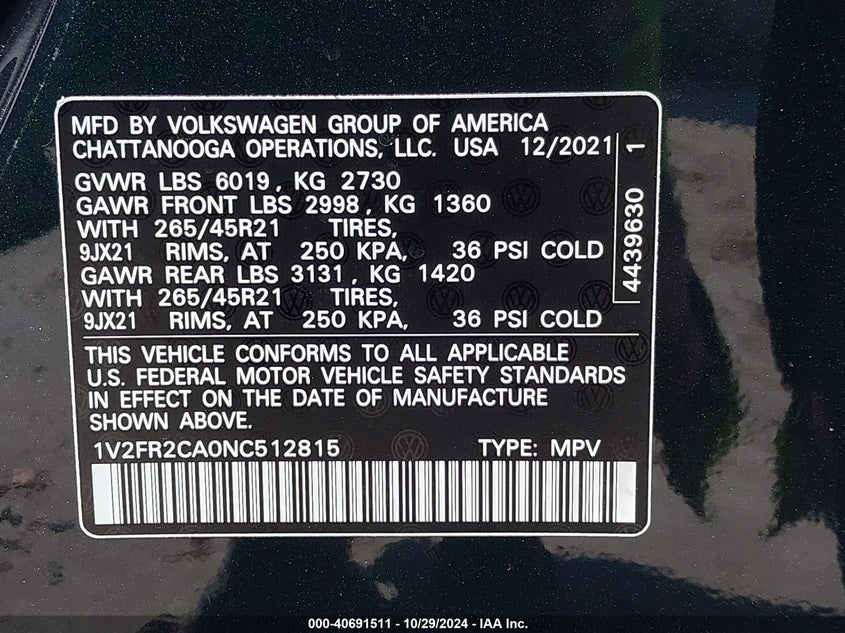 MFD BY VOLKSWAGEN GROUP OF AMERICA
CHATTANOOGA OPERATIONS, LLC. USA 12/2021
GVWR LBS 6019, KG 2730
GAWR FRONT LBS 2998, KG 1360
WITH 265/45R21 TIRES,
9JX21 RIMS, AT 250 KPA, 36 PSI COLD
GAWR REAR LBS 3131, KG 1420
WITH 265/45R21 TIRES,
9JX21 RIMS, AT 250 KPA, 36 PSI COLD
4439630 1
THIS VEHICLE CONFORMS TO ALL APPLICABLE
U.S. FEDERAL MOTOR VEHICLE SAFETY STANDARDS
IN EFFECT ON THE DATE OF MANUFACTURE
SHOWN ABOVE.
1V2FR2CA0NC512815 TYPE: MPV
000-40691511 - 10/29/2024 - IAA Inc.